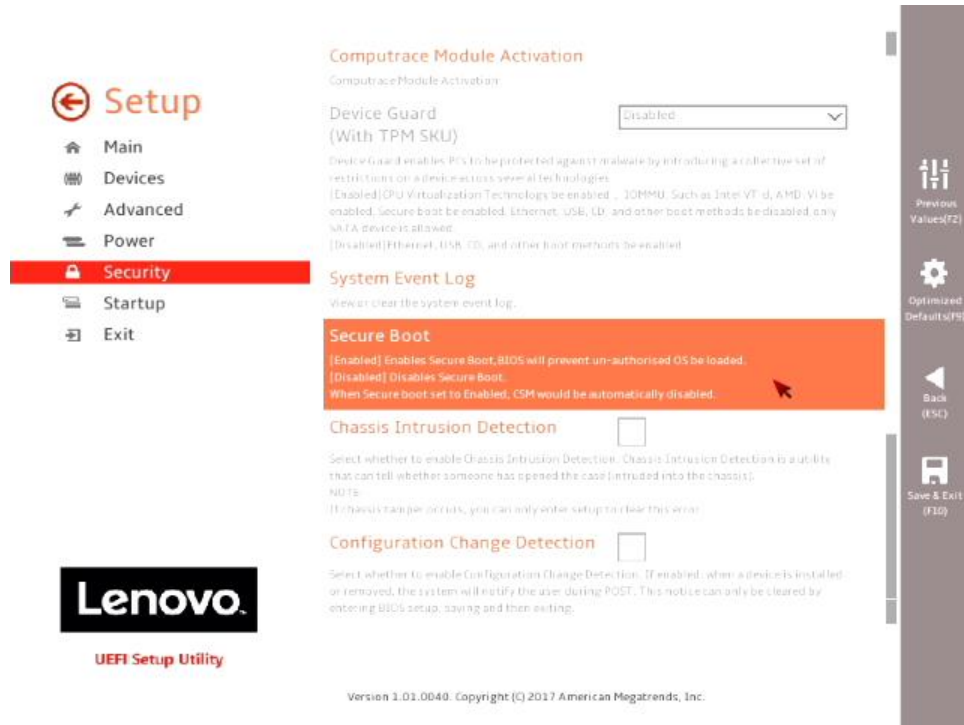 Setup
Main
Devices
Advanced
Power
Security
Startup
Exit
Lenovo.
UEFI Setup Utility
Computrace Module Activation
Computrace Module Activation
Device Guard
(With TPM SKU)
Disabled
Device Guard enables PC's to be protected against malware by introducing a collective set of
restrictions on a device across several technologies
[Enabled]CPU Virtualization Technology be enabled , IOMMU, Such as Intel VT-d, AMD-Vi be
enabled, Secure boot be enabled, Ethernet, USB, CD, and other boot methods be disabled, only
SATA device is allowed
[Disabled]Ethernet, USB, CD, and other boot methods be enabled
System Event Log
View or clear the system event log.
Secure Boot
[Enabled] Enables Secure Boot,BIOS will prevent un-authorised OS be loaded.
[Disabled] Disables Secure Boot.
When Secure boot set to Enabled, CSM would be automatically disabled.
Chassis Intrusion Detection
Select whether to enable Chassis Intrusion Detection. Chassis Intrusion Detection is a utility
that can tell whether someone has opened the case (intruded into the chassis).
NOTE
If chassis tamper occurs, you can only enter setup to clear this error
Configuration Change Detection
Select whether to enable Configuration Change Detection. If enabled, when a device is installed
or removed, the system will notify the user during POST. This notice can only be cleared by
entering BIOS setup, saving and then exiting.
Version 1.01.0040. Copyright (C) 2017 American Megatrends, Inc.
Previous
Values(F2)
Optimized
Defaults(F9)
Back
(ESC)
Save & Exit
(F10)